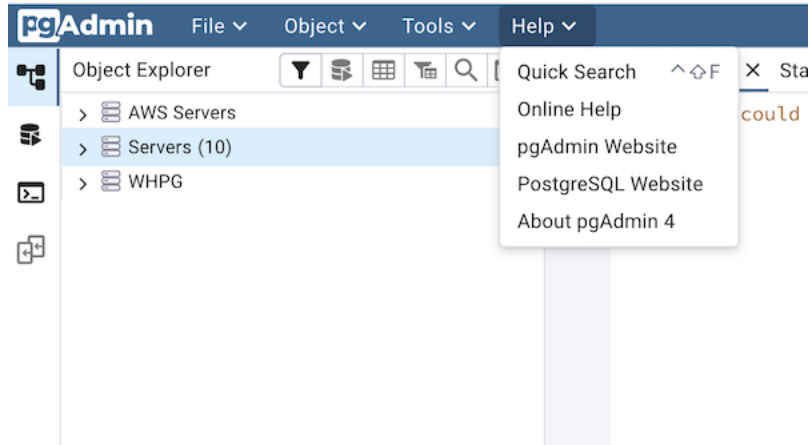 pgAdmin File Object Tools Help
Object Explorer
AWS Servers
Servers (10)
WHPG
Quick Search ^⇧F
Online Help
pgAdmin Website
PostgreSQL Website
About pgAdmin 4
could